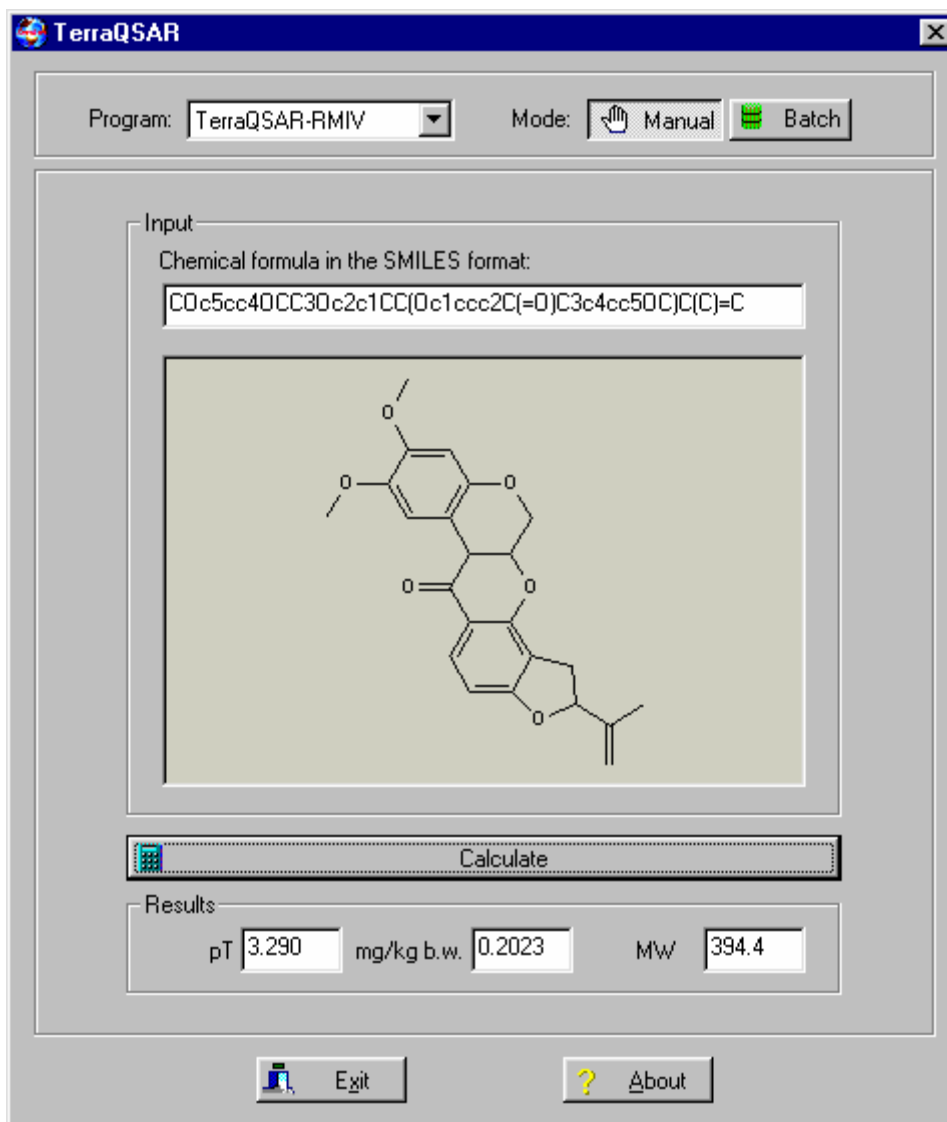 TerraQSAR
Program: TerraQSAR-RMIV Mode: Manual Batch
Input
Chemical formula in the SMILES format:
COc5cc4OCC3Oc2c1CC(Oc1ccc2C(=O)C3c4cc5OC)C(C)=C
O
O
O
O
O
O
Calculate
Results
pT 3.290 mg/kg b.w. 0.2023 MW 394.4
Exit About